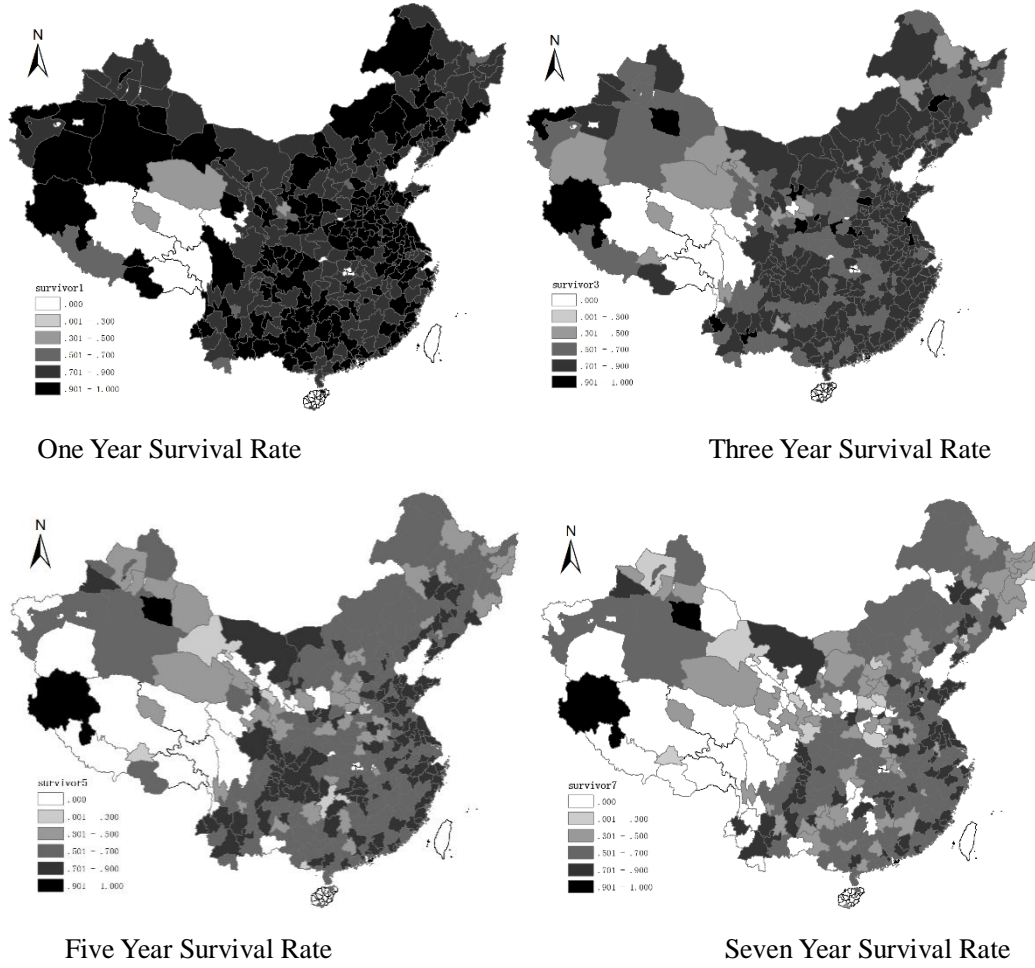 N
N
survivor1
.000
.001 - .300
.301 - .500
.501 - .700
.701 - .900
.901 - 1.000
survivor3
.000
.001 - .300
.301 .500
.501 - .700
.701 - .900
.901 1.000
One Year Survival Rate
Three Year Survival Rate
N
N
survivor5
.000
.001 .300
.301 - .500
.501 - .700
.701 - .900
.901 1.000
survivor7
.000
.001 .300
.301 - .500
.501 - .700
.701 - .900
.901 - 1.000
Five Year Survival Rate
Seven Year Survival Rate